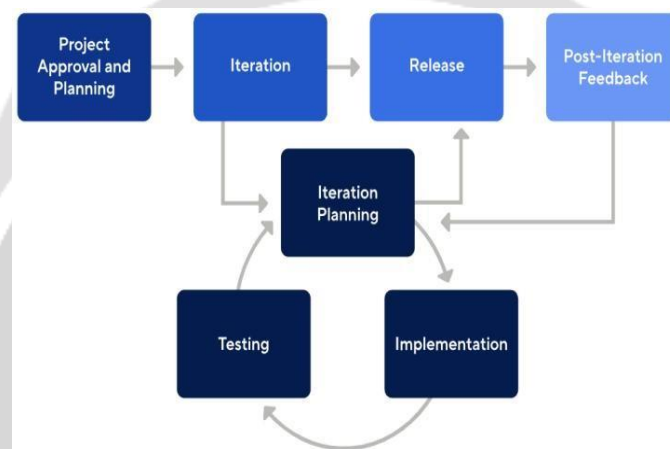 Project
Approval and
Planning
Iteration
Release
Post-Iteration
Feedback
Iteration
Planning
Testing
Implementation